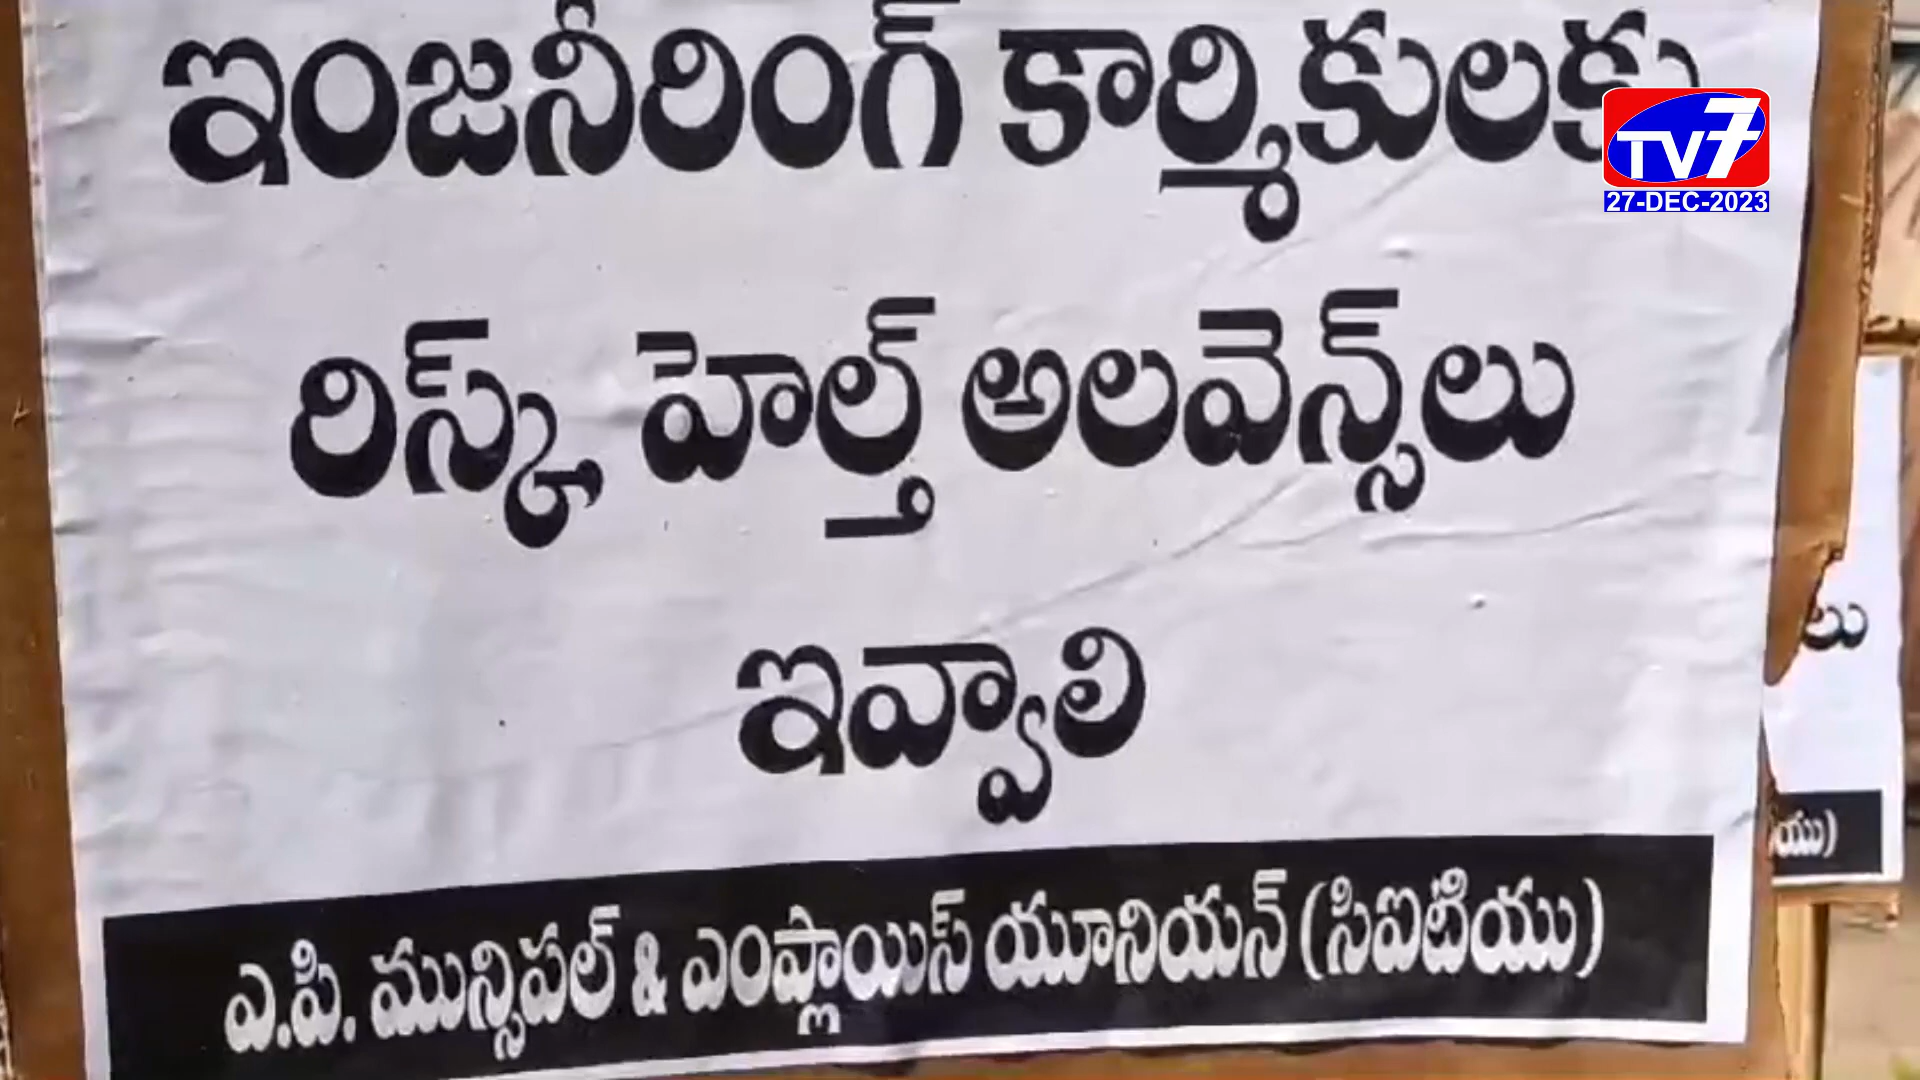 ఇంజనీరింగ్ కార్మికులకు
TV7
27-DEC-2023
రిస్క్ హెల్త్ అలవెన్స్‌లు
ఇవ్వాలి
ఎ.పి. మున్సిపల్ & ఎంప్లాయిస్ యూనియన్ (సిఐటియు)
లు
యు)